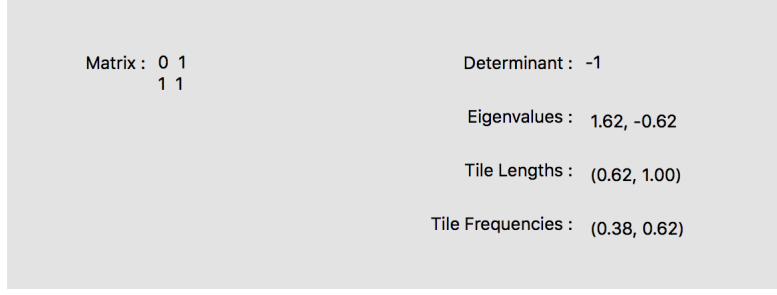 Matrix : 0 1
1 1
Determinant : -1
Eigenvalues : 1.62, -0.62
Tile Lengths : (0.62, 1.00)
Tile Frequencies : (0.38, 0.62)